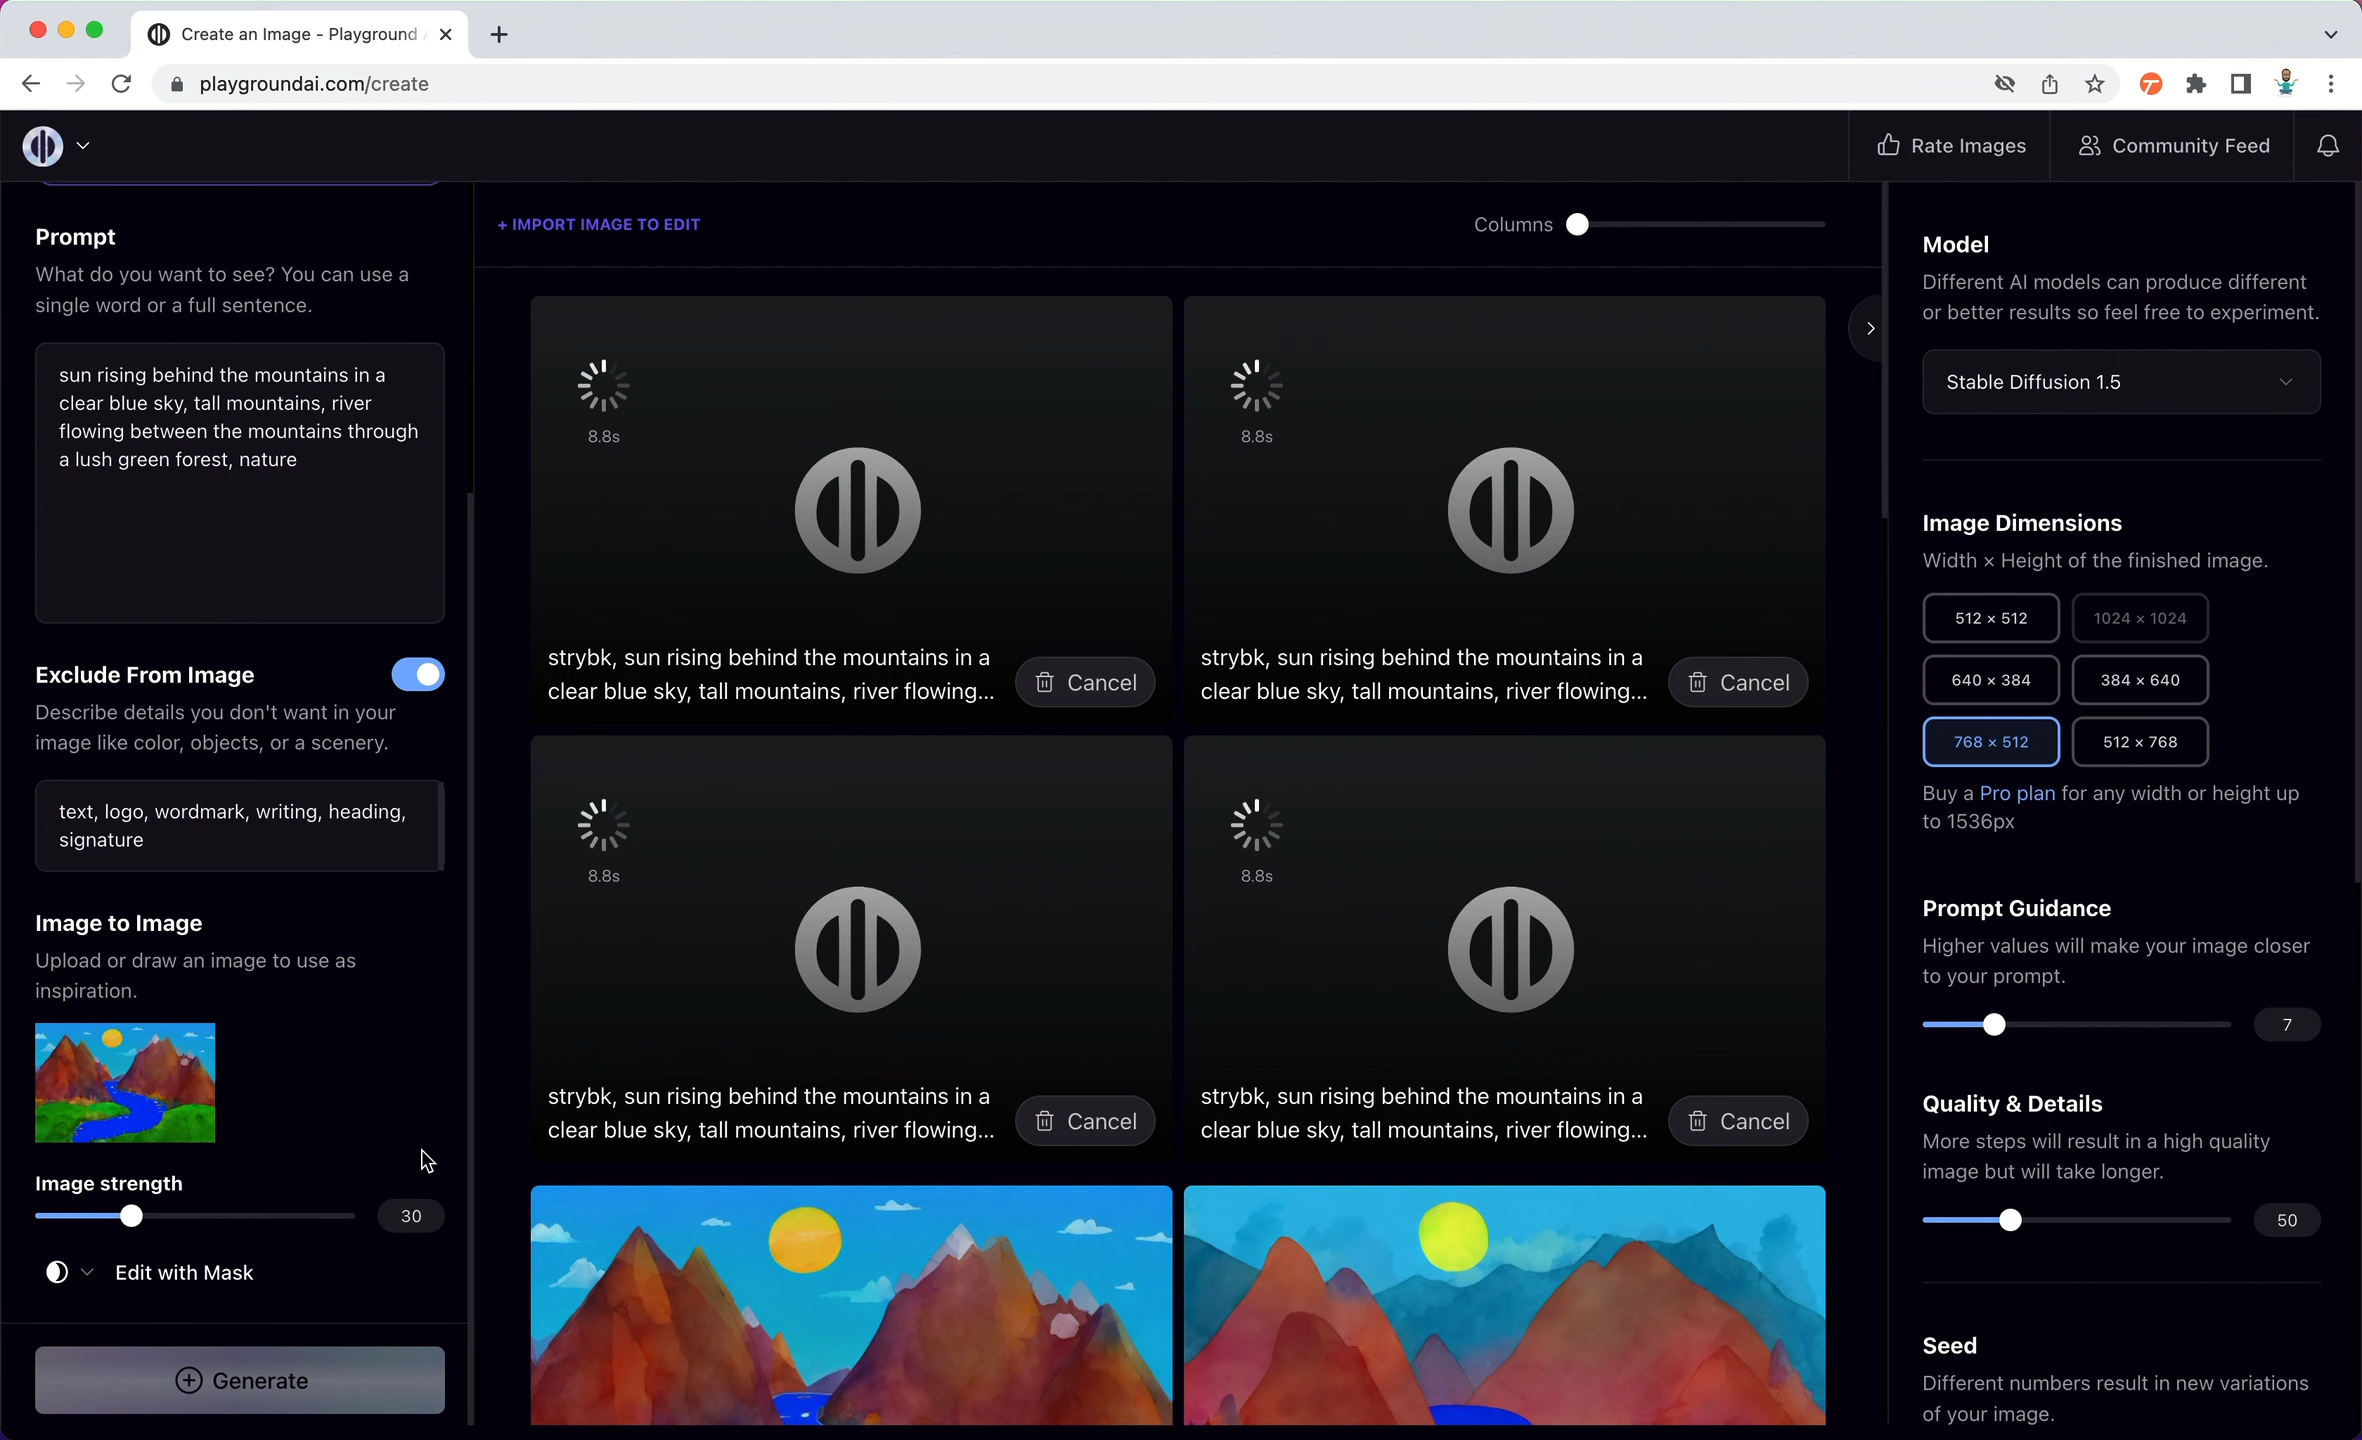 Create an Image - Playground
playgroundai.com/create
Rate Images
Community Feed
Prompt
What do you want to see? You can use a
single word or a full sentence.
sun rising behind the mountains in a
clear blue sky, tall mountains, river
flowing between the mountains through
a lush green forest, nature
Exclude From Image
Describe details you don't want in your
image like color, objects, or a scenery.
text, logo, wordmark, writing, heading,
signature
Image to Image
Upload or draw an image to use as
inspiration.
Image strength
30
Edit with Mask
Generate
+ IMPORT IMAGE TO EDIT
Columns
8.8s
strybk, sun rising behind the mountains in a
clear blue sky, tall mountains, river flowing...
Cancel
8.8s
strybk, sun rising behind the mountains in a
clear blue sky, tall mountains, river flowing...
Cancel
8.8s
strybk, sun rising behind the mountains in a
clear blue sky, tall mountains, river flowing...
Cancel
8.8s
strybk, sun rising behind the mountains in a
clear blue sky, tall mountains, river flowing...
Cancel
Model
Different AI models can produce different
or better results so feel free to experiment.
Stable Diffusion 1.5
Image Dimensions
Width × Height of the finished image.
512 × 512
1024 × 1024
640 × 384
384 × 640
768 × 512
512 × 768
Buy a Pro plan for any width or height up
to 1536px
Prompt Guidance
Higher values will make your image closer
to your prompt.
7
Quality & Details
More steps will result in a high quality
image but will take longer.
50
Seed
Different numbers result in new variations
of your image.